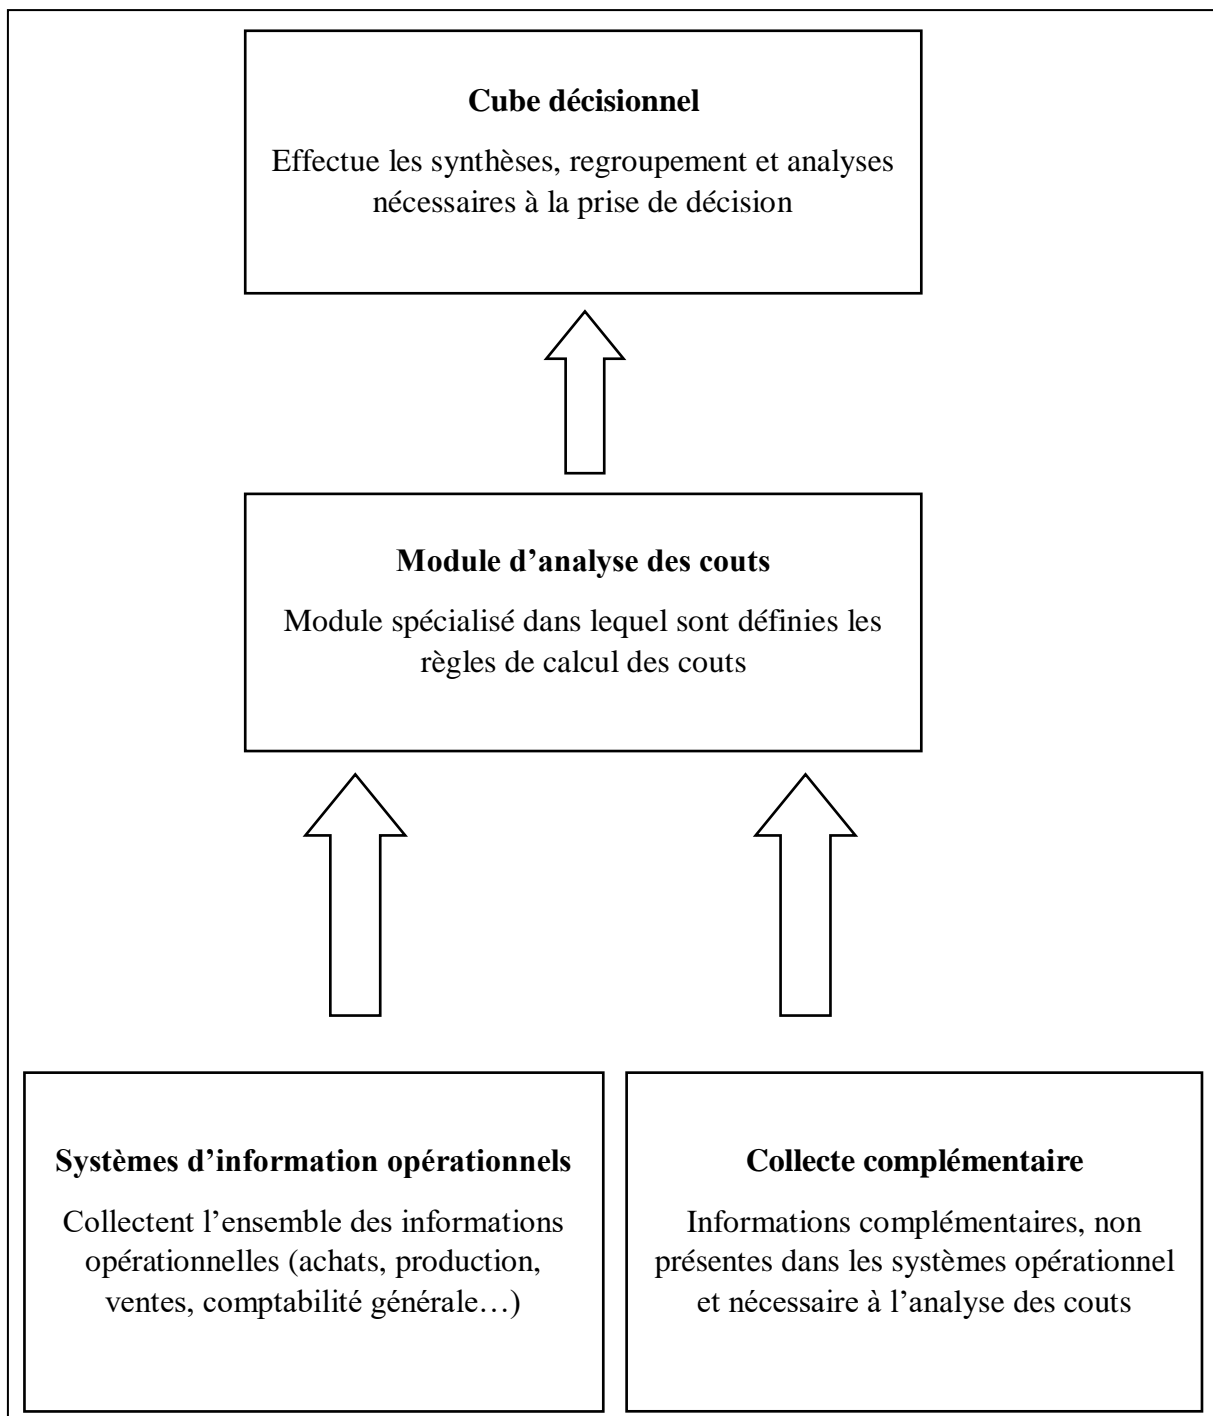 Cube décisionnel
Effectue les synthèses, regroupement et analyses
nécessaires à la prise de décision
Module d’analyse des couts
Module spécialisé dans lequel sont définies les
règles de calcul des couts
Systèmes d’information opérationnels
Collectent l’ensemble des informations
opérationnelles (achats, production,
ventes, comptabilité générale…)
Collecte complémentaire
Informations complémentaires, non
présentes dans les systèmes opérationnel
et nécessaire à l’analyse des couts